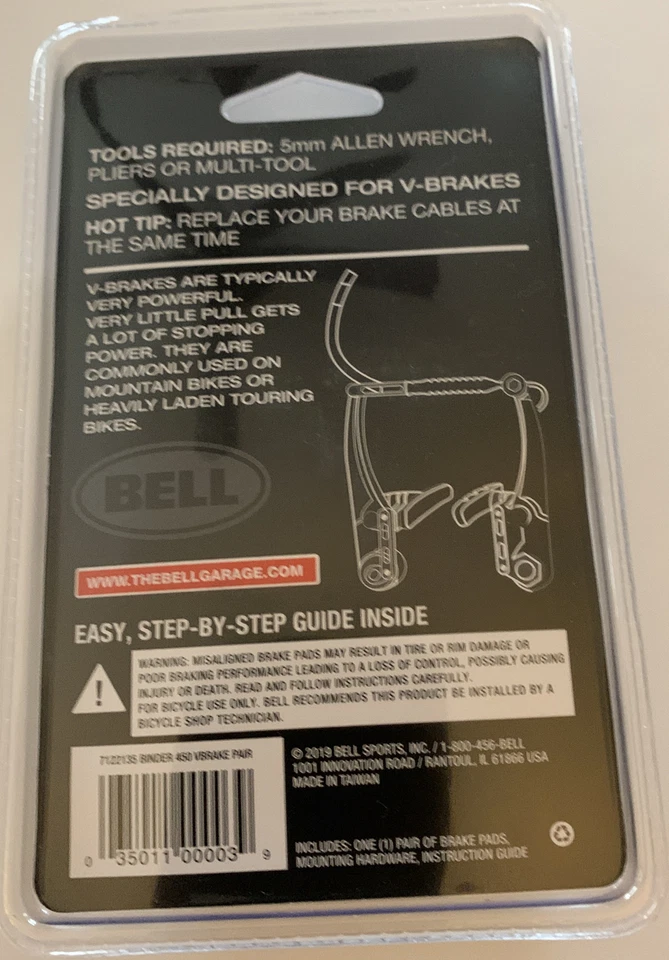 TOOLS REQUIRED: 5mm ALLEN WRENCH,
PLIERS OR MULTI-TOOL
SPECIALLY DESIGNED FOR V-BRAKES
HOT TIP: REPLACE YOUR BRAKE CABLES AT
THE SAME TIME
V-BRAKES ARE TYPICALLY
VERY POWERFUL.
VERY LITTLE PULL GETS
A LOT OF STOPPING
POWER. THEY ARE
COMMONLY USED ON
MOUNTAIN BIKES OR
HEAVILY LADEN TOURING
BIKES.
BELL
WWW.THEBELLGARAGE.COM
EASY, STEP-BY-STEP GUIDE INSIDE
WARNING: MISALIGNED BRAKE PADS MAY RESULT IN TIRE OR RIM DAMAGE OR
POOR BRAKING PERFORMANCE LEADING TO A LOSS OF CONTROL, POSSIBLY CAUSING
INJURY OR DEATH. READ AND FOLLOW INSTRUCTIONS CAREFULLY.
FOR BICYCLE USE ONLY. BELL RECOMMENDS THIS PRODUCT BE INSTALLED BY A
BICYCLE SHOP TECHNICIAN.
7122135 BINDER 450 VBRAKE PAIR
0 35011 00003 9
© 2019 BELL SPORTS, INC. / 1-800-456-BELL
1001 INNOVATION ROAD / RANTOUL, IL 61866 USA
MADE IN TAIWAN
INCLUDES: ONE (1) PAIR OF BRAKE PADS,
MOUNTING HARDWARE, INSTRUCTION GUIDE